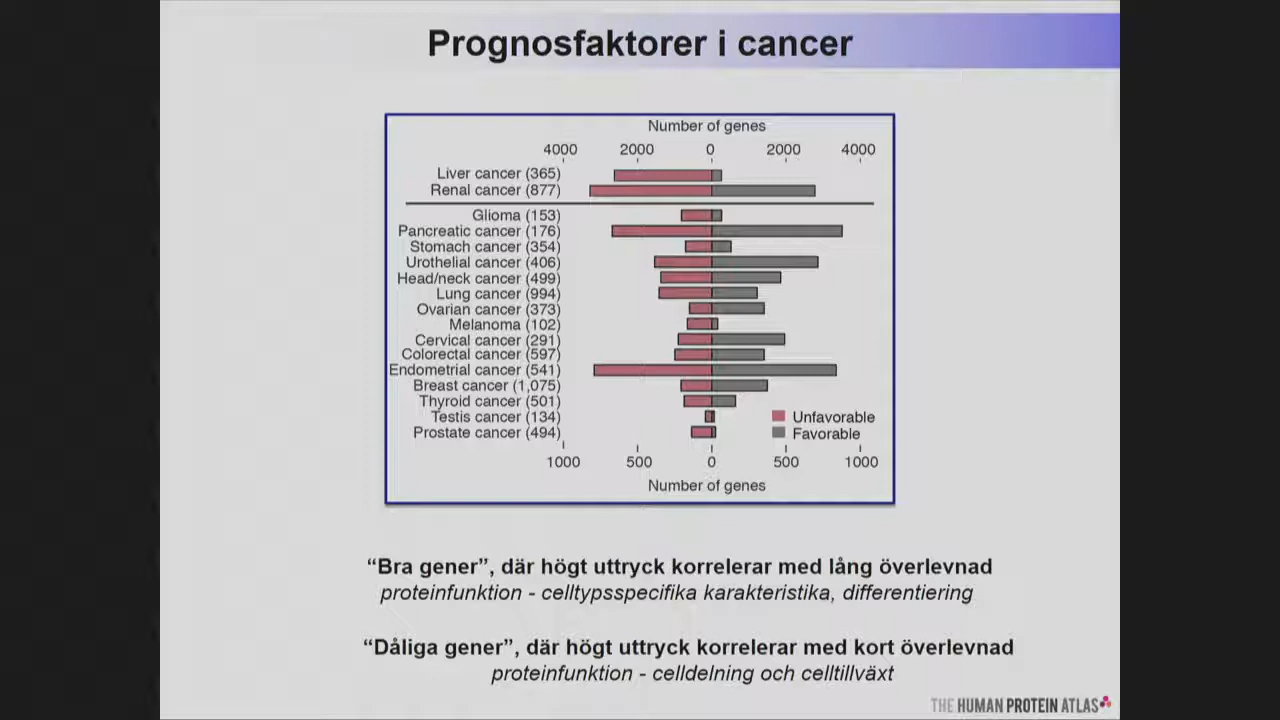 Prognosfaktorer i cancer
Number of genes
4000 2000 0 2000 4000
Liver cancer (365)
Renal cancer (877)
Glioma (153)
Pancreatic cancer (176)
Stomach cancer (354)
Urothelial cancer (406)
Head/neck cancer (499)
Lung cancer (994)
Ovarian cancer (373)
Melanoma (102)
Cervical cancer (291)
Colorectal cancer (597)
Endometrial cancer (541)
Breast cancer (1,075)
Thyroid cancer (501)
Testis cancer (134)
Unfavorable
Prostate cancer (494)
Favorable
1000 500 0 500 1000
Number of genes
“Bra gener”, där högt uttryck korrelerar med lång överlevnad
proteinfunktion - celltypsspecifika karakteristika, differentiering
“Dåliga gener”, där högt uttryck korrelerar med kort överlevnad
proteinfunktion - celldelning och celltillväxt
THE HUMAN PROTEIN ATLAS